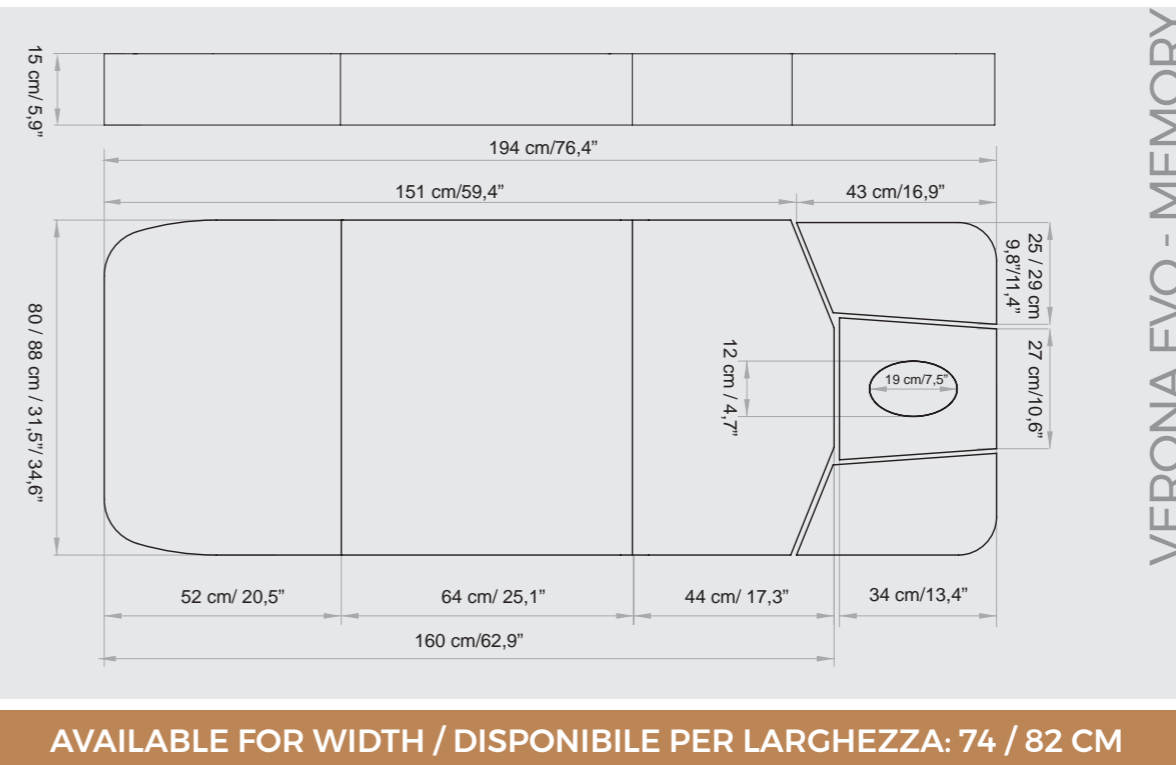 15 cm/ 5,9”
194 cm/76,4”
151 cm/59,4”
43 cm/16,9”
25 / 29 cm
9,8”/11,4”
80 / 88 cm / 31,5”/ 34,6”
12 cm / 4,7”
19 cm/7,5”
27 cm/10,6”
52 cm/ 20,5”
64 cm/ 25,1”
44 cm/ 17,3”
34 cm/13,4”
160 cm/62,9”
VERONA EVO - MEMORY
AVAILABLE FOR WIDTH / DISPONIBILE PER LARGHEZZA: 74 / 82 CM